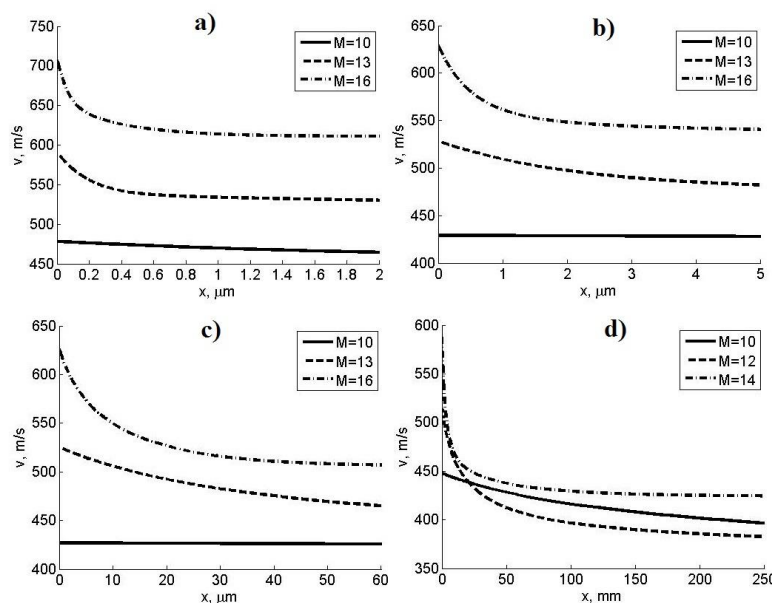 a)
v, m/s
750
700
650
600
550
500
450
0 0.2 0.4 0.6 0.8 1 1.2 1.4 1.6 1.8 2
x, μm
M=10
M=13
M=16
b)
v, m/s
650
600
550
500
450
400
0 1 2 3 4 5
x, μm
M=10
M=13
M=16
c)
v, m/s
650
600
550
500
450
400
0 10 20 30 40 50 60
x, μm
M=10
M=13
M=16
d)
v, m/s
600
550
500
450
400
350
0 50 100 150 200 250
x, mm
M=10
M=12
M=14